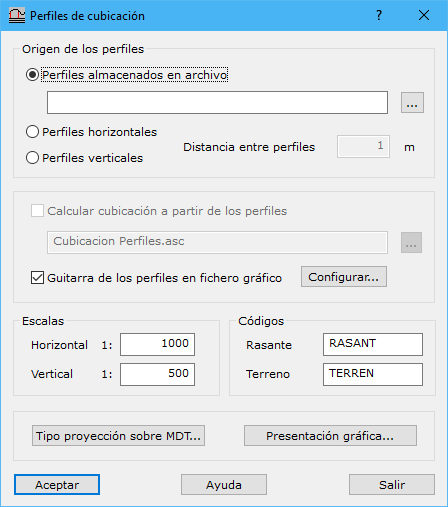 Perfiles de cubicación
?
Origen de los perfiles
Perfiles almacenados en archivo
...
Perfiles horizontales
Perfiles verticales
Distancia entre perfiles 1 m
Calcular cubicación a partir de los perfiles
Cubicacion Perfiles.asc ...
Guitarra de los perfiles en fichero gráfico Configurar...
Escalas
Horizontal 1: 1000
Vertical 1: 500
Códigos
Rasante RASANT
Terreno TERREN
Tipo proyección sobre MDT... Presentación gráfica...
Aceptar Ayuda Salir